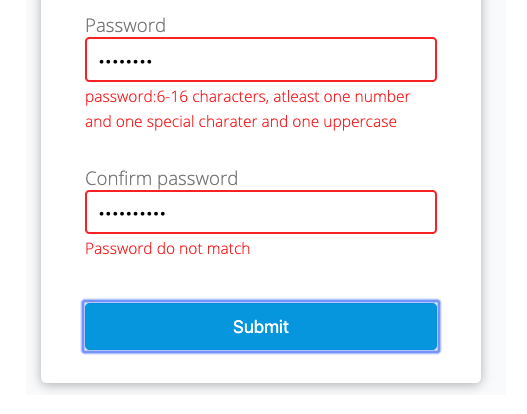 Password
••••••••
password:6-16 characters, atleast one number
and one special charater and one uppercase
Confirm password
••••••••••
Password do not match
Submit